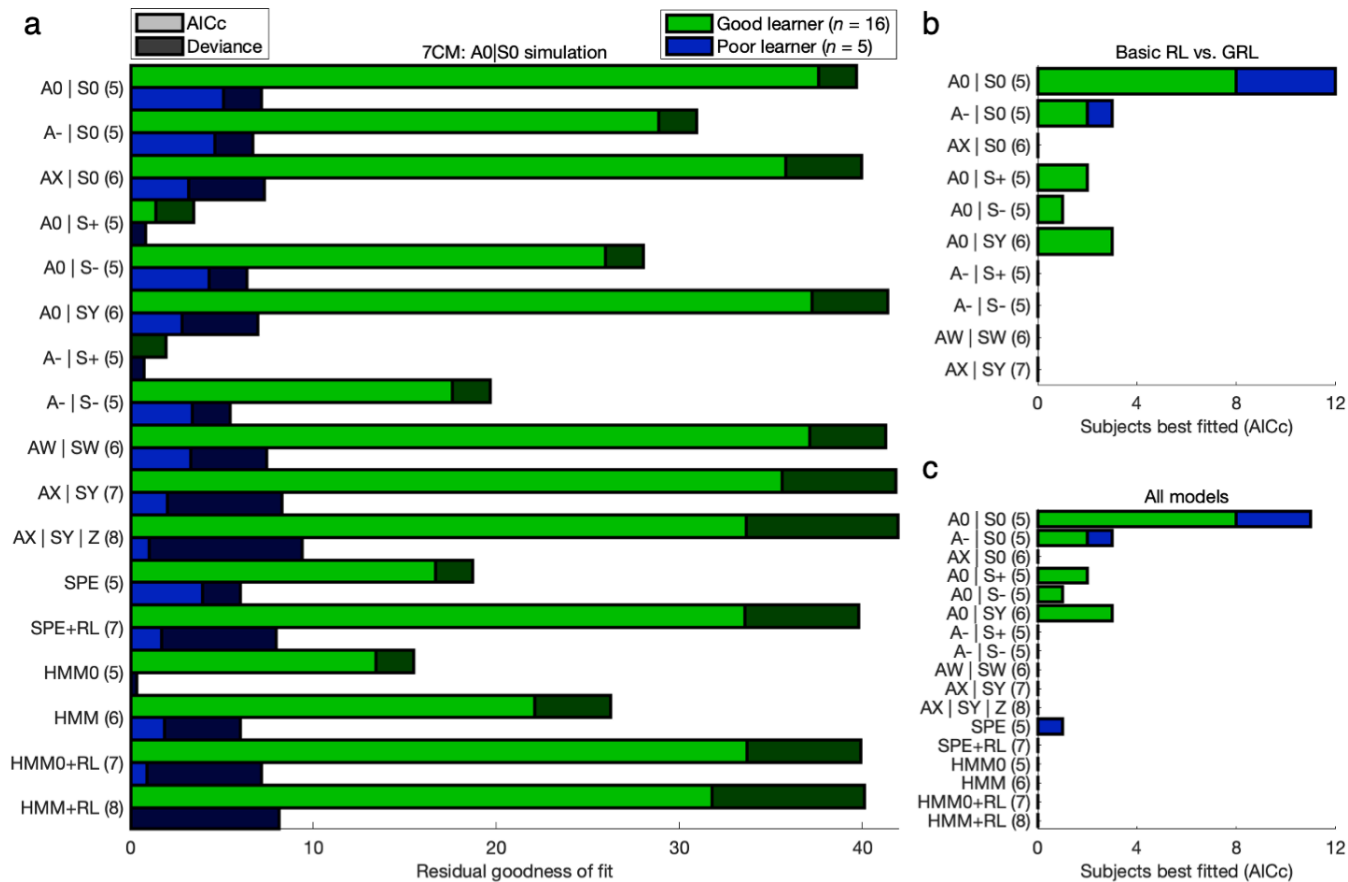 a
AICc
Deviance
7CM: A0|S0 simulation
Good learner (n = 16)
Poor learner (n = 5)
A0 | S0 (5)
A- | S0 (5)
AX | S0 (6)
A0 | S+ (5)
A0 | S- (5)
A0 | SY (6)
A- | S+ (5)
A- | S- (5)
AW | SW (6)
AX | SY (7)
AX | SY | Z (8)
SPE (5)
SPE+RL (7)
HMM0 (5)
HMM (6)
HMM0+RL (7)
HMM+RL (8)
0 10 20 30 40
Residual goodness of fit
b
Basic RL vs. GRL
A0 | S0 (5)
A- | S0 (5)
AX | S0 (6)
A0 | S+ (5)
A0 | S- (5)
A0 | SY (6)
A- | S+ (5)
A- | S- (5)
AW | SW (6)
AX | SY (7)
0 4 8 12
Subjects best fitted (AICc)
c
All models
A0 | S0 (5)
A- | S0 (5)
AX | S0 (6)
A0 | S+ (5)
A0 | S- (5)
A0 | SY (6)
A- | S+ (5)
A- | S- (5)
AW | SW (6)
AX | SY (7)
AX | SY | Z (8)
SPE (5)
SPE+RL (7)
HMM0 (5)
HMM (6)
HMM0+RL (7)
HMM+RL (8)
0 4 8 12
Subjects best fitted (AICc)